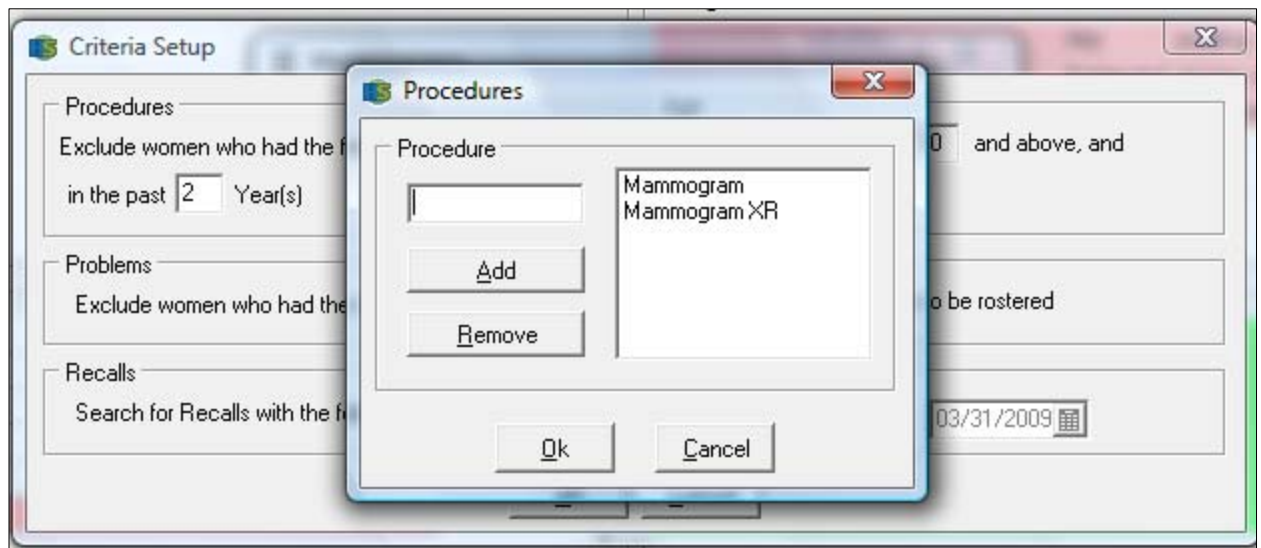 Criteria Setup
Procedures
Exclude women who had the
in the past 2 Year(s)
0 and above, and
Problems
Exclude women who had the
be rostered
Recalls
Search for Recalls with the
03/31/2009
Procedures
Procedure
Mammogram
Mammogram XR
Add
Remove
Ok
Cancel